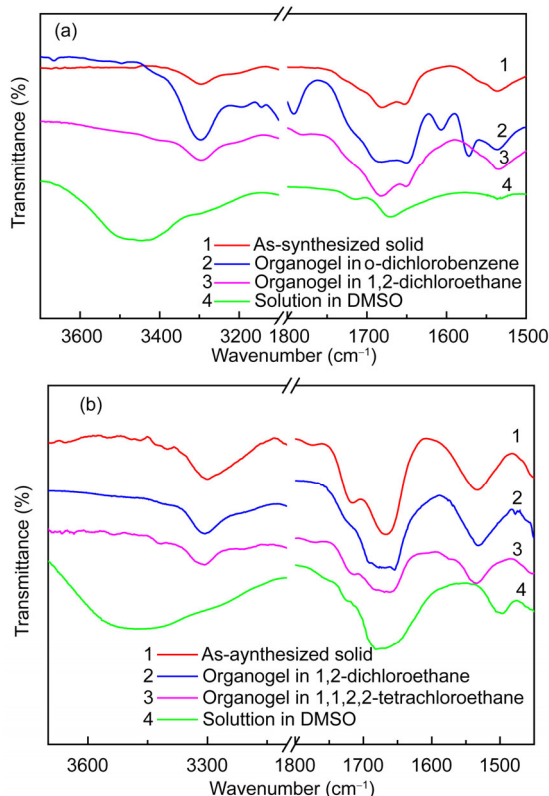 (a)
Transmittance (%)
1
2
3
4
1 As-synthesized solid
2 Organogel in o-dichlorobenzene
3 Organogel in 1,2-dichloroethane
4 Solution in DMSO
3600 3400 3200 1800 1700 1600 1500
Wavenumber (cm⁻¹)
(b)
Transmittance (%)
1
2
3
4
1 As-aynthesized solid
2 Organogel in 1,2-dichloroethane
3 Organogel in 1,1,2,2-tetrachloroethane
4 Soluttion in DMSO
3600 3300 1800 1700 1600 1500
Wavenumber (cm⁻¹)